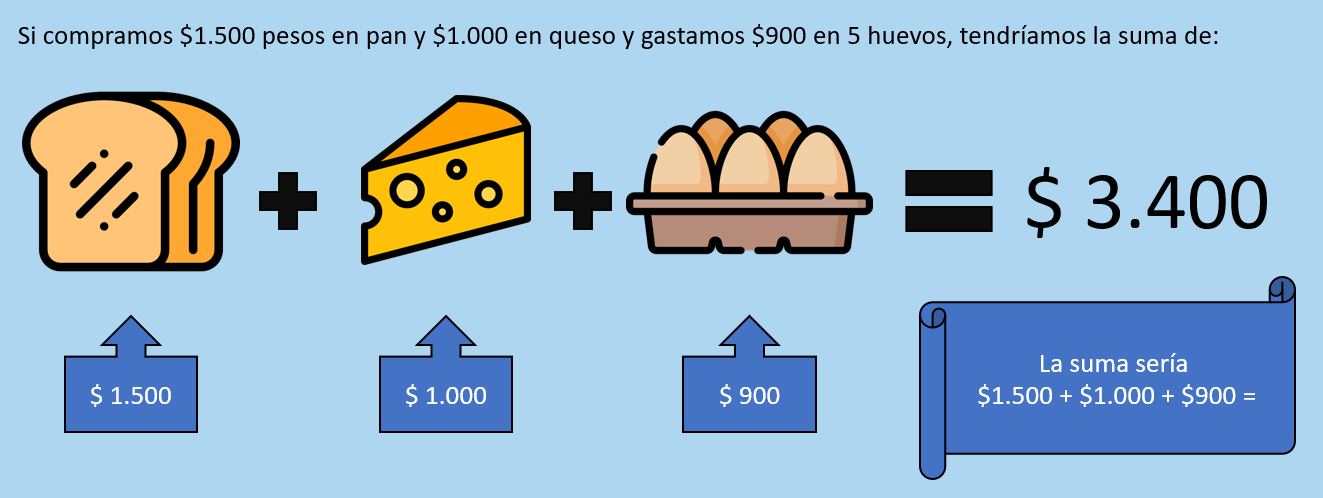 Si compramos $1.500 pesos en pan y $1.000 en queso y gastamos $900 en 5 huevos, tendríamos la suma de:
$ 3.400
$ 1.500
$ 1.000
$ 900
La suma sería
$1.500 + $1.000 + $900 =